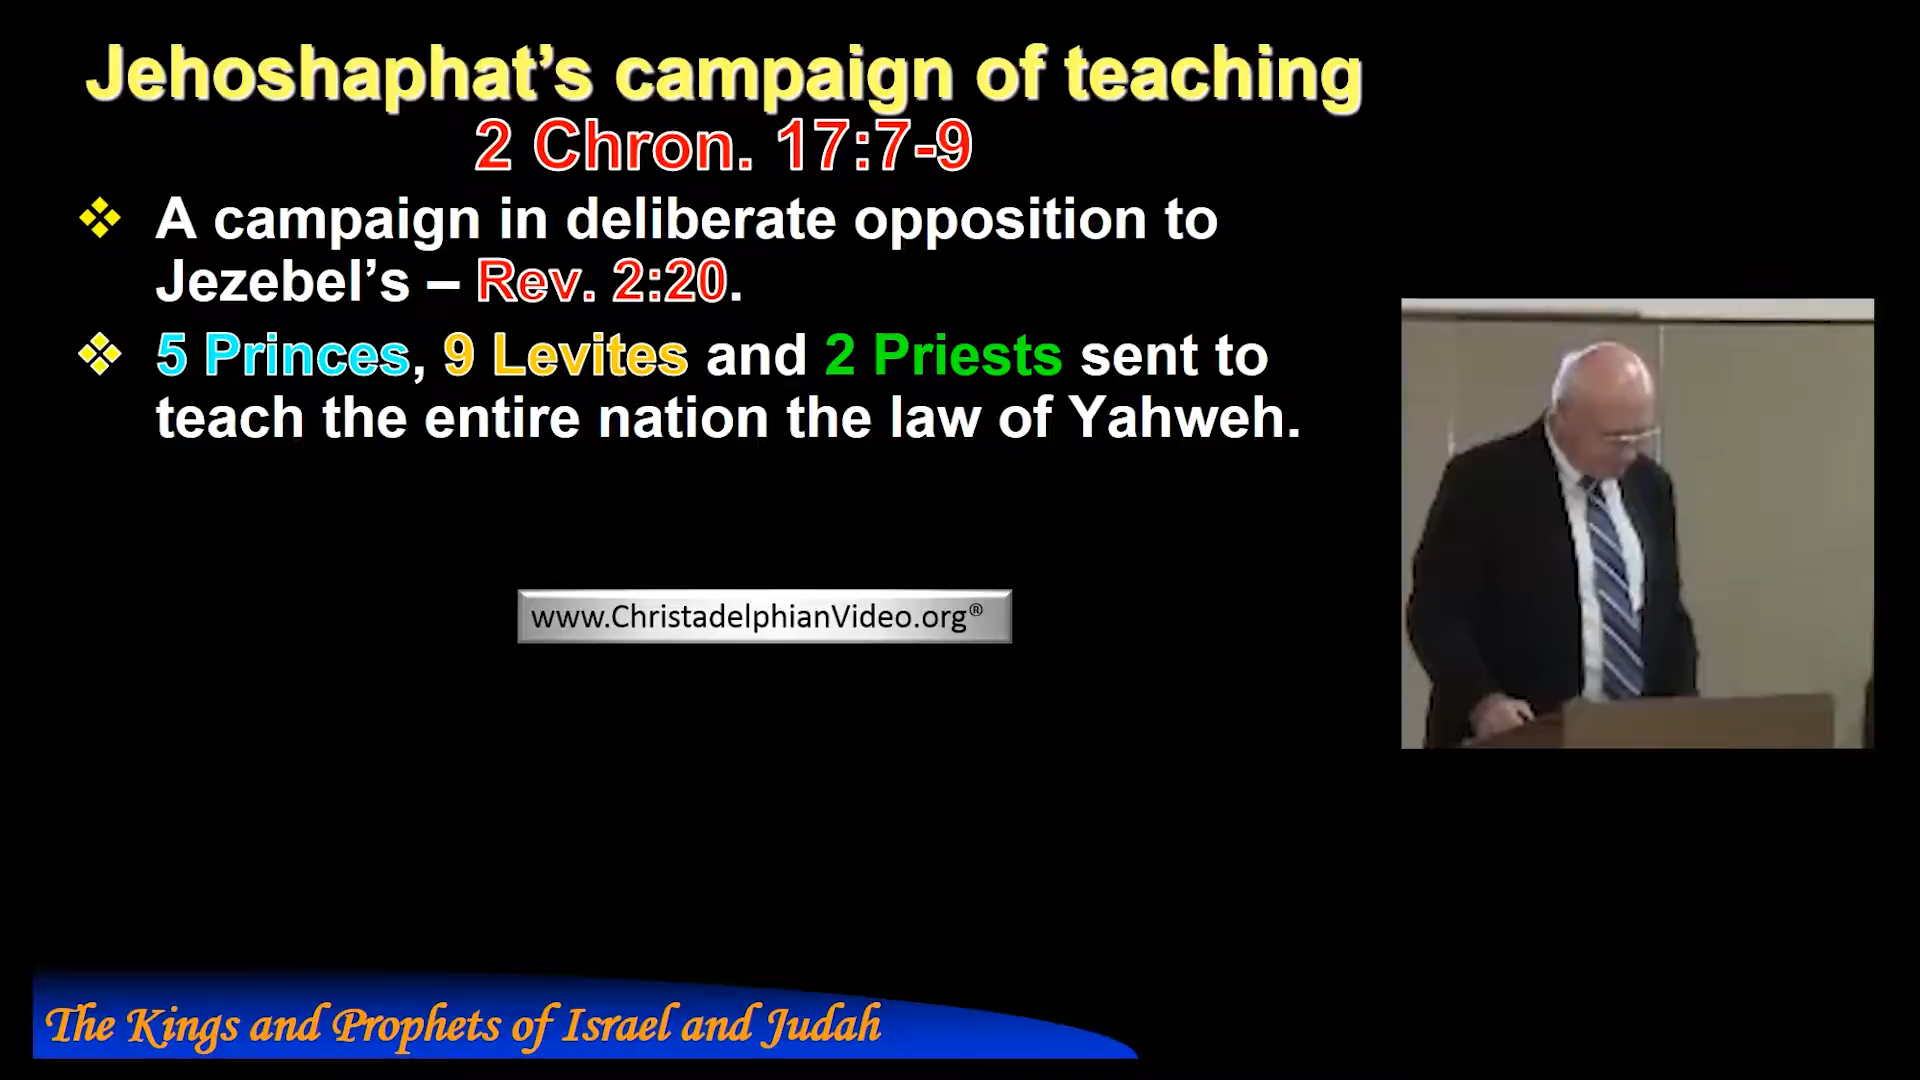 Jehoshaphat’s campaign of teaching
2 Chron. 17:7-9
A campaign in deliberate opposition to
Jezebel’s – Rev. 2:20.
5 Princes, 9 Levites and 2 Priests sent to
teach the entire nation the law of Yahweh.
www.ChristadelphianVideo.org®
The Kings and Prophets of Israel and Judah